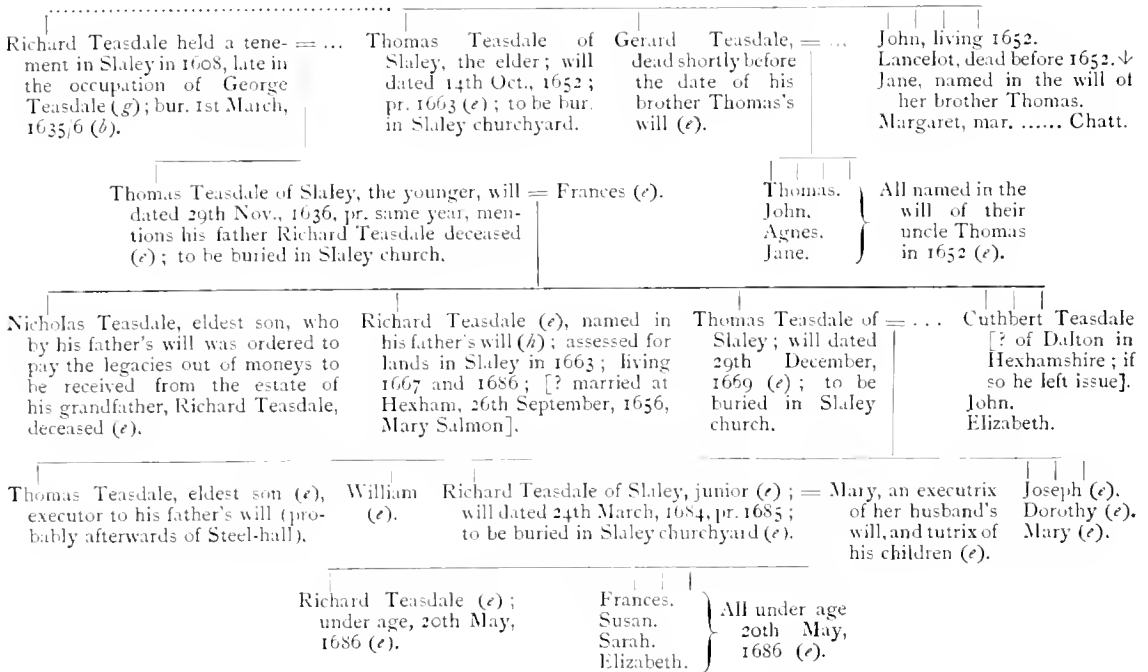 Richard Teasdale held a tene-
ment in Slaley in 1608, late in
the occupation of George
Teasdale (g); bur. 1st March,
1635/6 (b).
= ...
Thomas Teasdale of
Slaley, the elder; will
dated 14th Oct., 1652;
pr. 1663 (e); to be bur.
in Slaley churchyard.
Gerard Teasdale,
dead shortly before
the date of his
brother Thomas's
will (e).
= ...
John, living 1652.
Lancelot, dead before 1652. ↓
Jane, named in the will of
her brother Thomas.
Margaret, mar. ...... Chatt.
Thomas Teasdale of Slaley, the younger, will
dated 29th Nov., 1636, pr. same year, men-
tions his father Richard Teasdale deceased
(e); to be buried in Slaley church.
= Frances (e).
Thomas.
John.
Agnes.
Jane.
All named in the
will of their
uncle Thomas
in 1652 (e).
Nicholas Teasdale, eldest son, who
by his father's will was ordered to
pay the legacies out of moneys to
be received from the estate of
his grandfather, Richard Teasdale,
deceased (e).
Richard Teasdale (e), named in
his father's will (h); assessed for
lands in Slaley in 1663; living
1667 and 1686; [? married at
Hexham, 26th September, 1656,
Mary Salmon].
Thomas Teasdale of
Slaley; will dated
29th December,
1669 (e); to be
buried in Slaley
church.
= ...
Cuthbert Teasdale
[? of Dalton in
Hexhamshire; if
so he left issue].
John.
Elizabeth.
Thomas Teasdale, eldest son (e),
executor to his father's will (pro-
bably afterwards of Steel-hall).
William
(e).
Richard Teasdale of Slaley, junior (e);
will dated 24th March, 1684, pr. 1685;
to be buried in Slaley churchyard (e).
= Mary, an executrix
of her husband's
will, and tutrix of
his children (e).
Joseph (e).
Dorothy (e).
Mary (e).
Richard Teasdale (e);
under age, 20th May,
1686 (e).
Frances.
Susan.
Sarah.
Elizabeth.
All under age
20th May,
1686 (e).